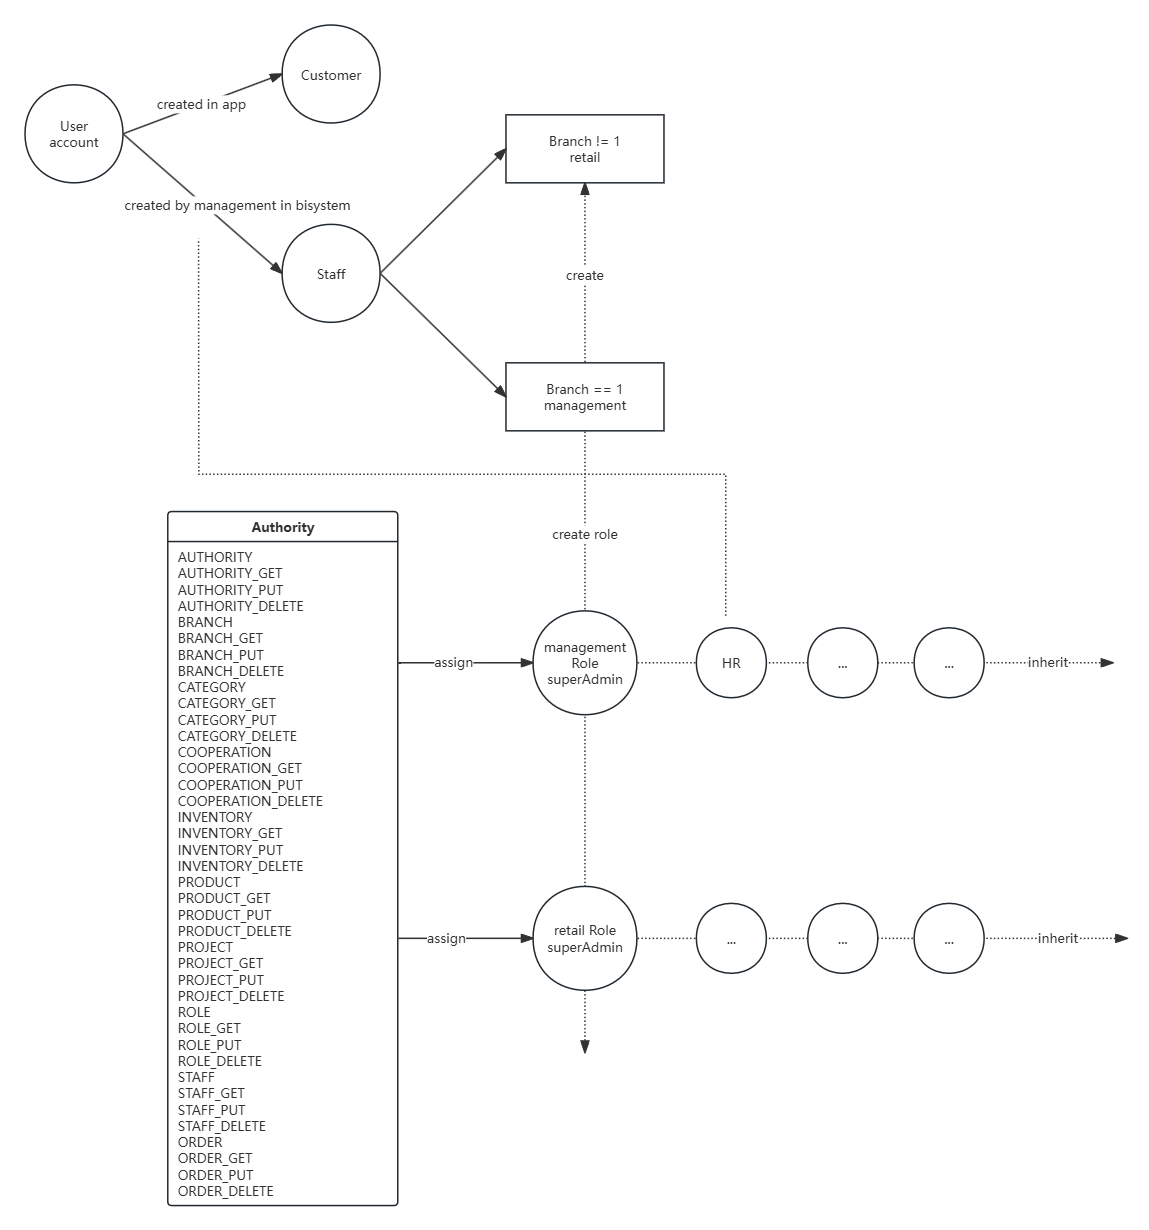 Customer
created in app
User
account
Branch != 1
retail
created by management in bisystem
Staff
create
Branch == 1
management
create role
Authority
AUTHORITY
AUTHORITY_GET
AUTHORITY_PUT
AUTHORITY_DELETE
BRANCH
BRANCH_GET
BRANCH_PUT
BRANCH_DELETE
CATEGORY
CATEGORY_GET
CATEGORY_PUT
CATEGORY_DELETE
COOPERATION
COOPERATION_GET
COOPERATION_PUT
COOPERATION_DELETE
INVENTORY
INVENTORY_GET
INVENTORY_PUT
INVENTORY_DELETE
PRODUCT
PRODUCT_GET
PRODUCT_PUT
PRODUCT_DELETE
PROJECT
PROJECT_GET
PROJECT_PUT
PROJECT_DELETE
ROLE
ROLE_GET
ROLE_PUT
ROLE_DELETE
STAFF
STAFF_GET
STAFF_PUT
STAFF_DELETE
ORDER
ORDER_GET
ORDER_PUT
ORDER_DELETE
assign
management
Role
superAdmin
HR
...
...
inherit
assign
retail Role
superAdmin
...
...
...
inherit